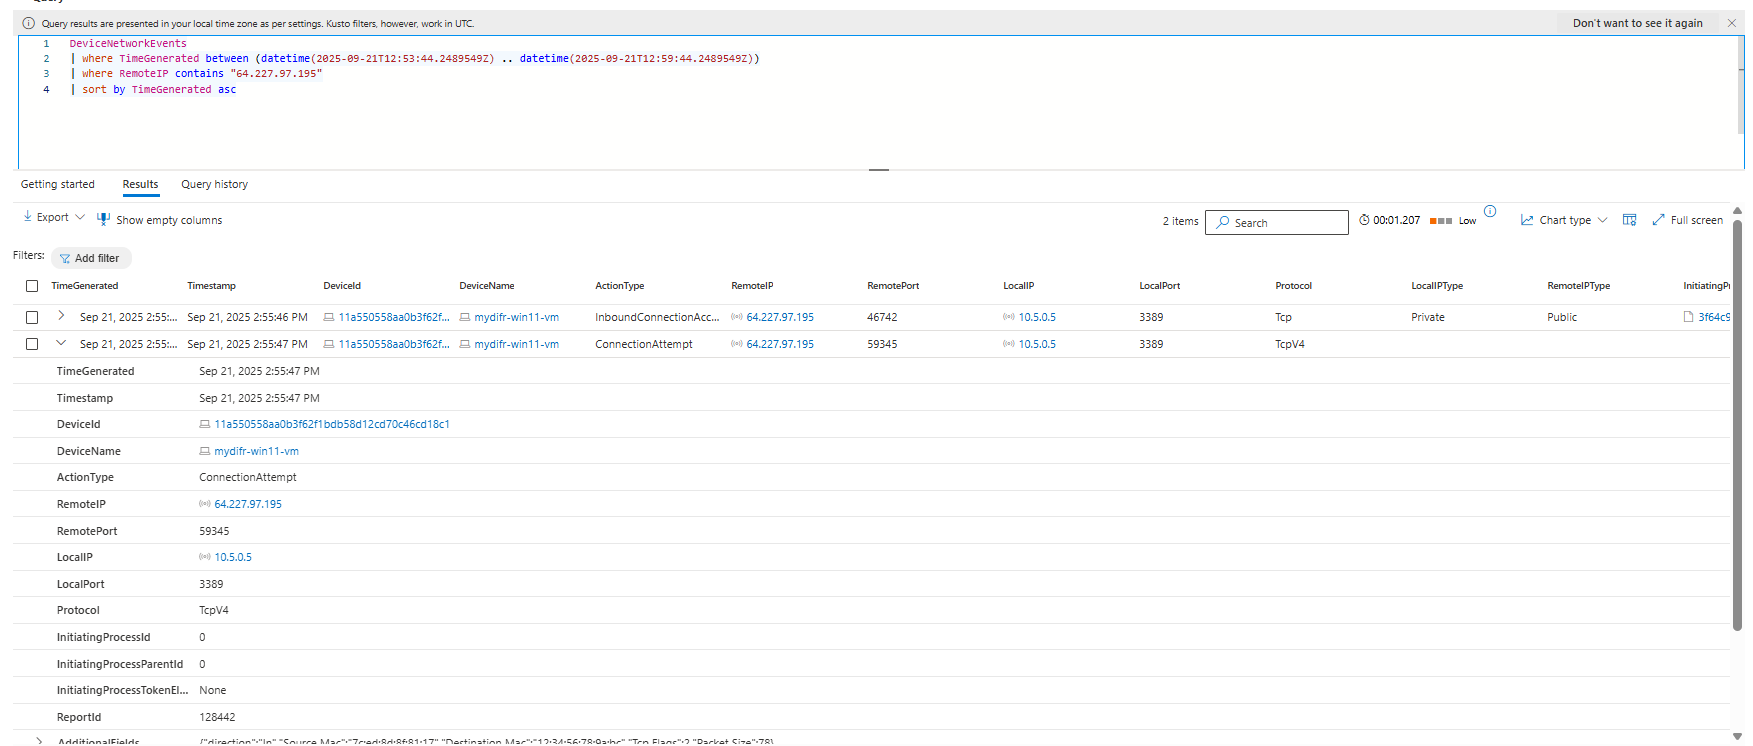 Query results are presented in your local time zone as per settings. Kusto filters, however, work in UTC. Don't want to see it again
1 DeviceNetworkEvents
2 | where TimeGenerated between (datetime(2025-09-21T12:53:44.2489549Z) .. datetime(2025-09-21T12:59:44.2489549Z))
3 | where RemoteIP contains "64.227.97.195"
4 | sort by TimeGenerated asc
Getting started Results Query history
Export Show empty columns 2 items Search 00:01.207 Low Chart type Full screen
Filters: Add filter
TimeGenerated Timestamp DeviceId DeviceName ActionType RemoteIP RemotePort LocalIP LocalPort Protocol LocalIPType RemoteIPType InitiatingPr
Sep 21, 2025 2:55:... Sep 21, 2025 2:55:46 PM 11a550558aa0b3f62f... mydifr-win11-vm InboundConnectionAcc... 64.227.97.195 46742 10.5.0.5 3389 Tcp Private Public 3f64c9
Sep 21, 2025 2:55:... Sep 21, 2025 2:55:47 PM 11a550558aa0b3f62f... mydifr-win11-vm ConnectionAttempt 64.227.97.195 59345 10.5.0.5 3389 TcpV4
TimeGenerated Sep 21, 2025 2:55:47 PM
Timestamp Sep 21, 2025 2:55:47 PM
DeviceId 11a550558aa0b3f62f1bdb58d12cd70c46cd18c1
DeviceName mydifr-win11-vm
ActionType ConnectionAttempt
RemoteIP 64.227.97.195
RemotePort 59345
LocalIP 10.5.0.5
LocalPort 3389
Protocol TcpV4
InitiatingProcessId 0
InitiatingProcessParentId 0
InitiatingProcessTokenEl... None
ReportId 128442
AdditionalFields {"direction":"In","Source Mac":"7c:ed:8d:8f:81:17","Destination Mac":"12:34:56:78:9a:bc","Tcp Flags":2,"Packet Size":78}